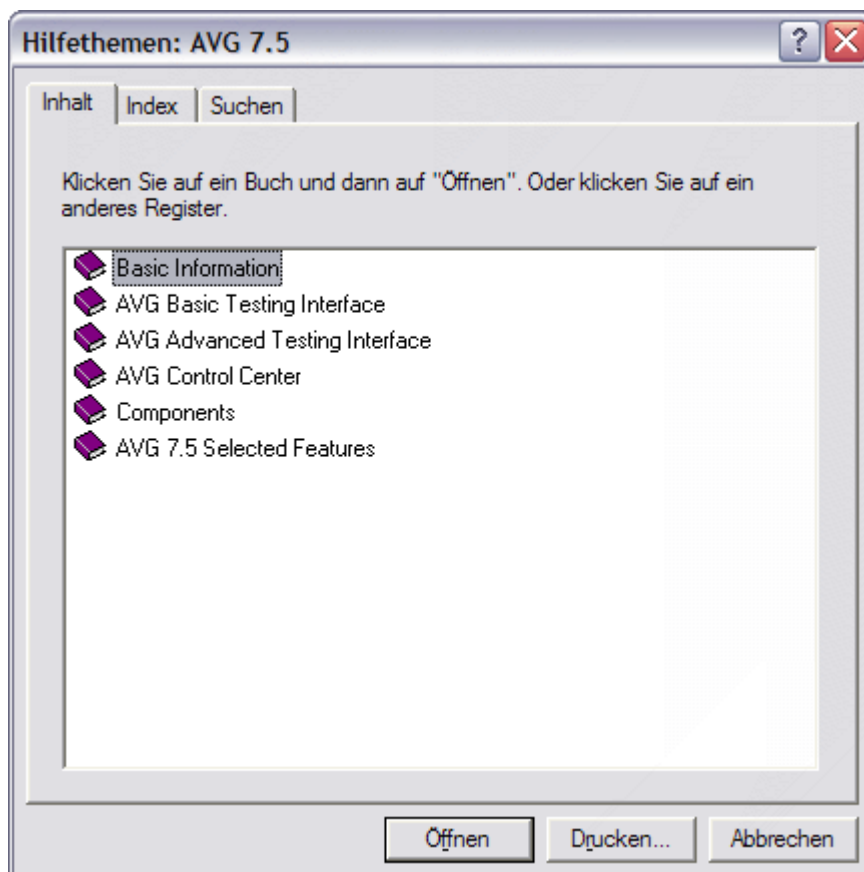 Hilfethemen: AVG 7.5
Inhalt Index Suchen
Klicken Sie auf ein Buch und dann auf "Öffnen". Oder klicken Sie auf ein
anderes Register.
Basic Information
AVG Basic Testing Interface
AVG Advanced Testing Interface
AVG Control Center
Components
AVG 7.5 Selected Features
Öffnen Drucken... Abbrechen